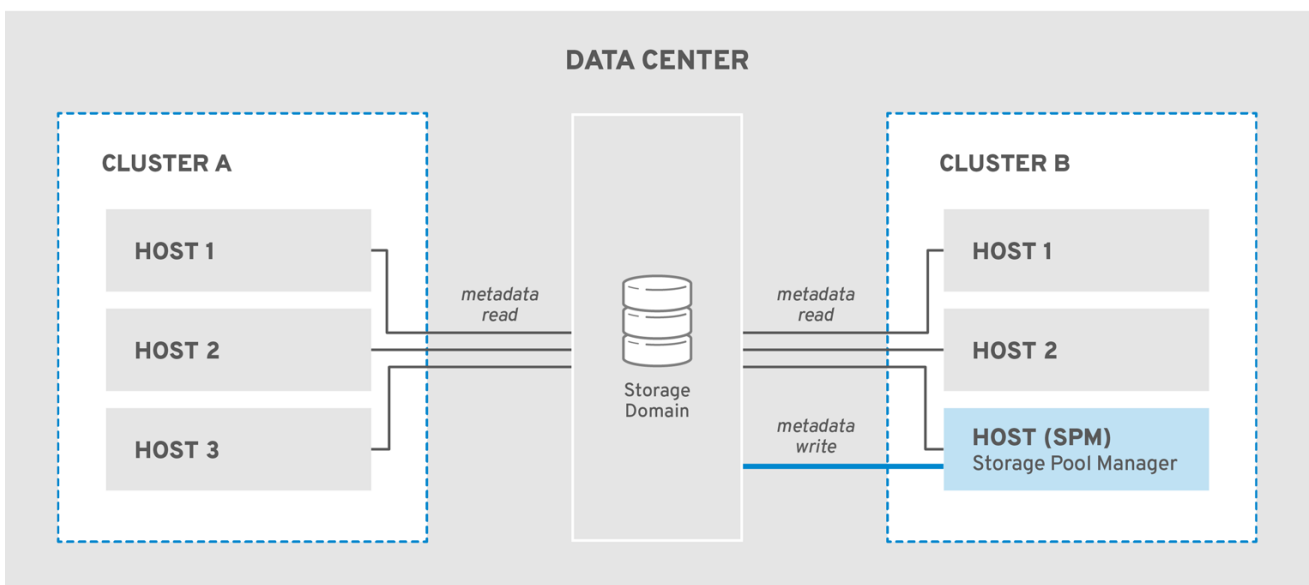 DATA CENTER
CLUSTER A
HOST 1
HOST 2
HOST 3
metadata
read
Storage
Domain
metadata
read
metadata
write
CLUSTER B
HOST 1
HOST 2
HOST (SPM)
Storage Pool Manager